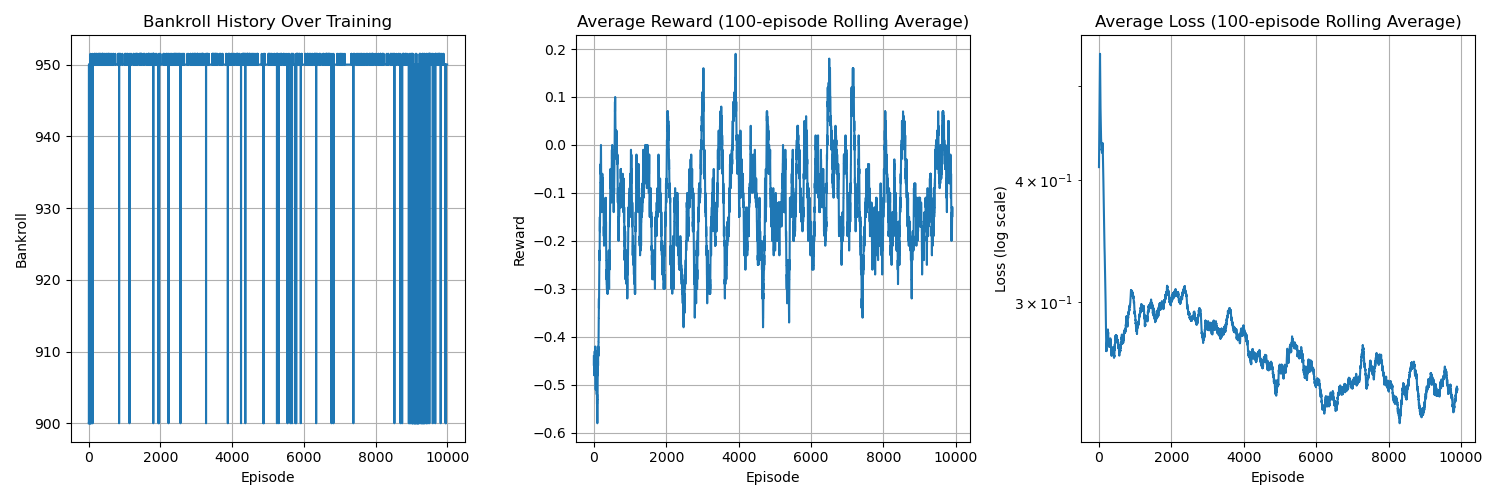 Bankroll History Over Training
950
940
930
920
910
900
Bankroll
0 2000 4000 6000 8000 10000
Episode
Average Reward (100-episode Rolling Average)
0.2
0.1
0.0
−0.1
−0.2
−0.3
−0.4
−0.5
−0.6
Reward
0 2000 4000 6000 8000 10000
Episode
Average Loss (100-episode Rolling Average)
4 × 10⁻¹
3 × 10⁻¹
Loss (log scale)
0 2000 4000 6000 8000 10000
Episode